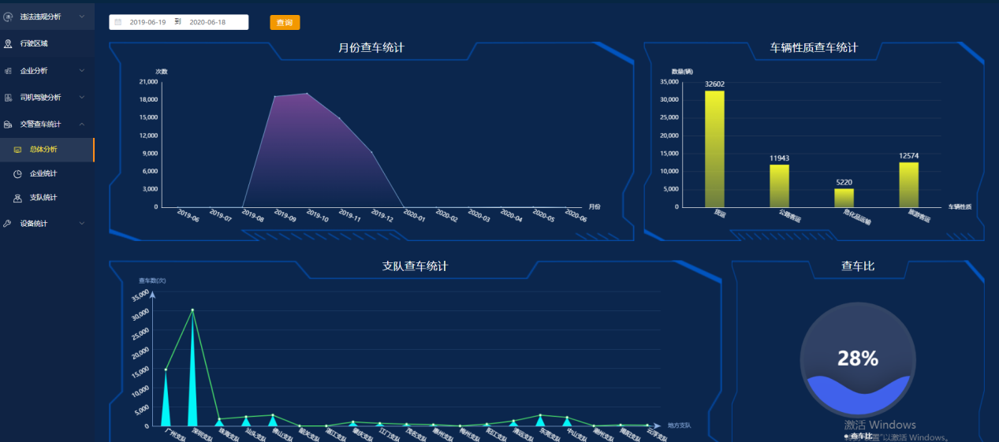 违法违规分析
行驶区域
企业分析
司机驾驶分析
交警查车统计
总体分析
企业统计
支队统计
设备统计
2019-06-19 到 2020-06-18 查询
月份查车统计
次数
21,000
18,000
15,000
12,000
9,000
6,000
3,000
0
2019-06 2019-07 2019-08 2019-09 2019-10 2019-11 2019-12 2020-01 2020-02 2020-03 2020-04 2020-05 2020-06
月份
车辆性质查车统计
数量(辆)
35,000
30,000
25,000
20,000
15,000
10,000
5,000
0
32602
11943
5220
12574
货运 公路客运 危化品运输 旅游客运
车辆性质
支队查车统计
查车数(次)
35,000
30,000
25,000
20,000
15,000
10,000
5,000
0
广州支队 深圳支队 珠海支队 汕头支队 佛山支队 韶关支队 湛江支队 肇庆支队 江门支队 茂名支队 惠州支队 梅州支队 阳江支队 清远支队 东莞支队 中山支队 潮州支队 揭阳支队 云浮支队
地方支队
查车比
28%
激活 Windows
查车比
转到"设置"以激活 Windows。